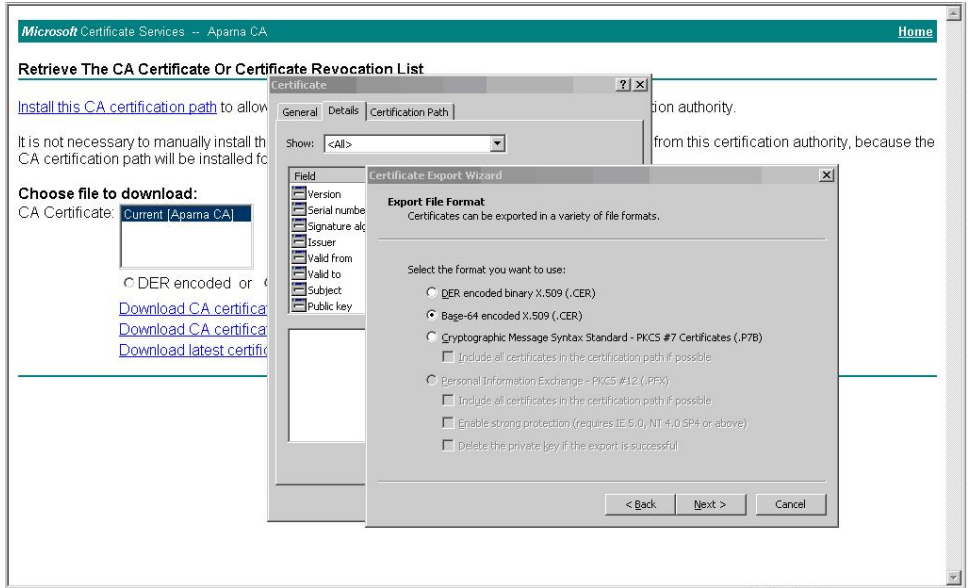 Microsoft Certificate Services -- Aparna CA Home
Retrieve The CA Certificate Or Certificate Revocation List
Install this CA certification path to allow
authority.
It is not necessary to manually install
from this certification authority, because the
CA certification path will be installed
Choose file to download:
CA Certificate: Current [Aparna CA]
DER encoded or
Download CA
Download CA
Download latest
Certificate
General Details Certification Path
Show: <All>
Field
Version
Serial
Signature
Issuer
Valid from
Valid to
Subject
Public key
Certificate Export Wizard
Export File Format
Certificates can be exported in a variety of file formats.
Select the format you want to use:
DER encoded binary X.509 (.CER)
Base-64 encoded X.509 (.CER)
Cryptographic Message Syntax Standard - PKCS #7 Certificates (.P7B)
Include all certificates in the certification path if possible
Personal Information Exchange - PKCS #12 (.PFX)
Include all certificates in the certification path if possible
Enable strong protection (requires IE 5.0, NT 4.0 SP4 or above)
Delete the private key if the export is successful
< Back Next > Cancel